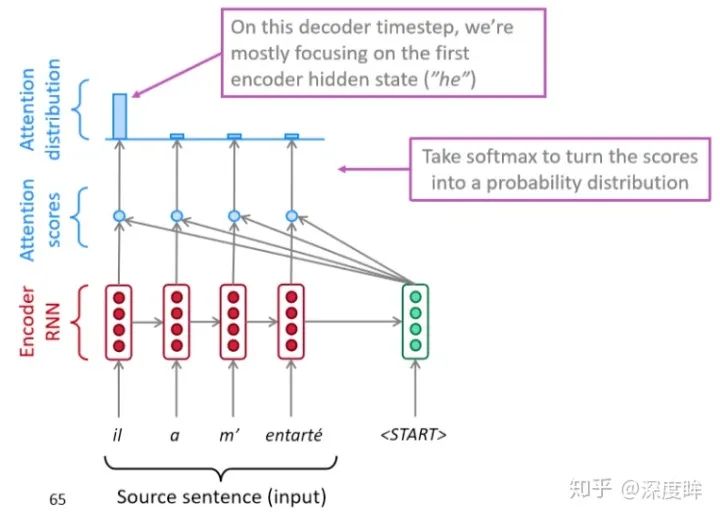 On this decoder timestep, we're
mostly focusing on the first
encoder hidden state ("he")
Attention
distribution
Take softmax to turn the scores
into a probability distribution
Attention
scores
Encoder
RNN
il a m' entarté <START>
Source sentence (input)
65
知乎 @深度眸